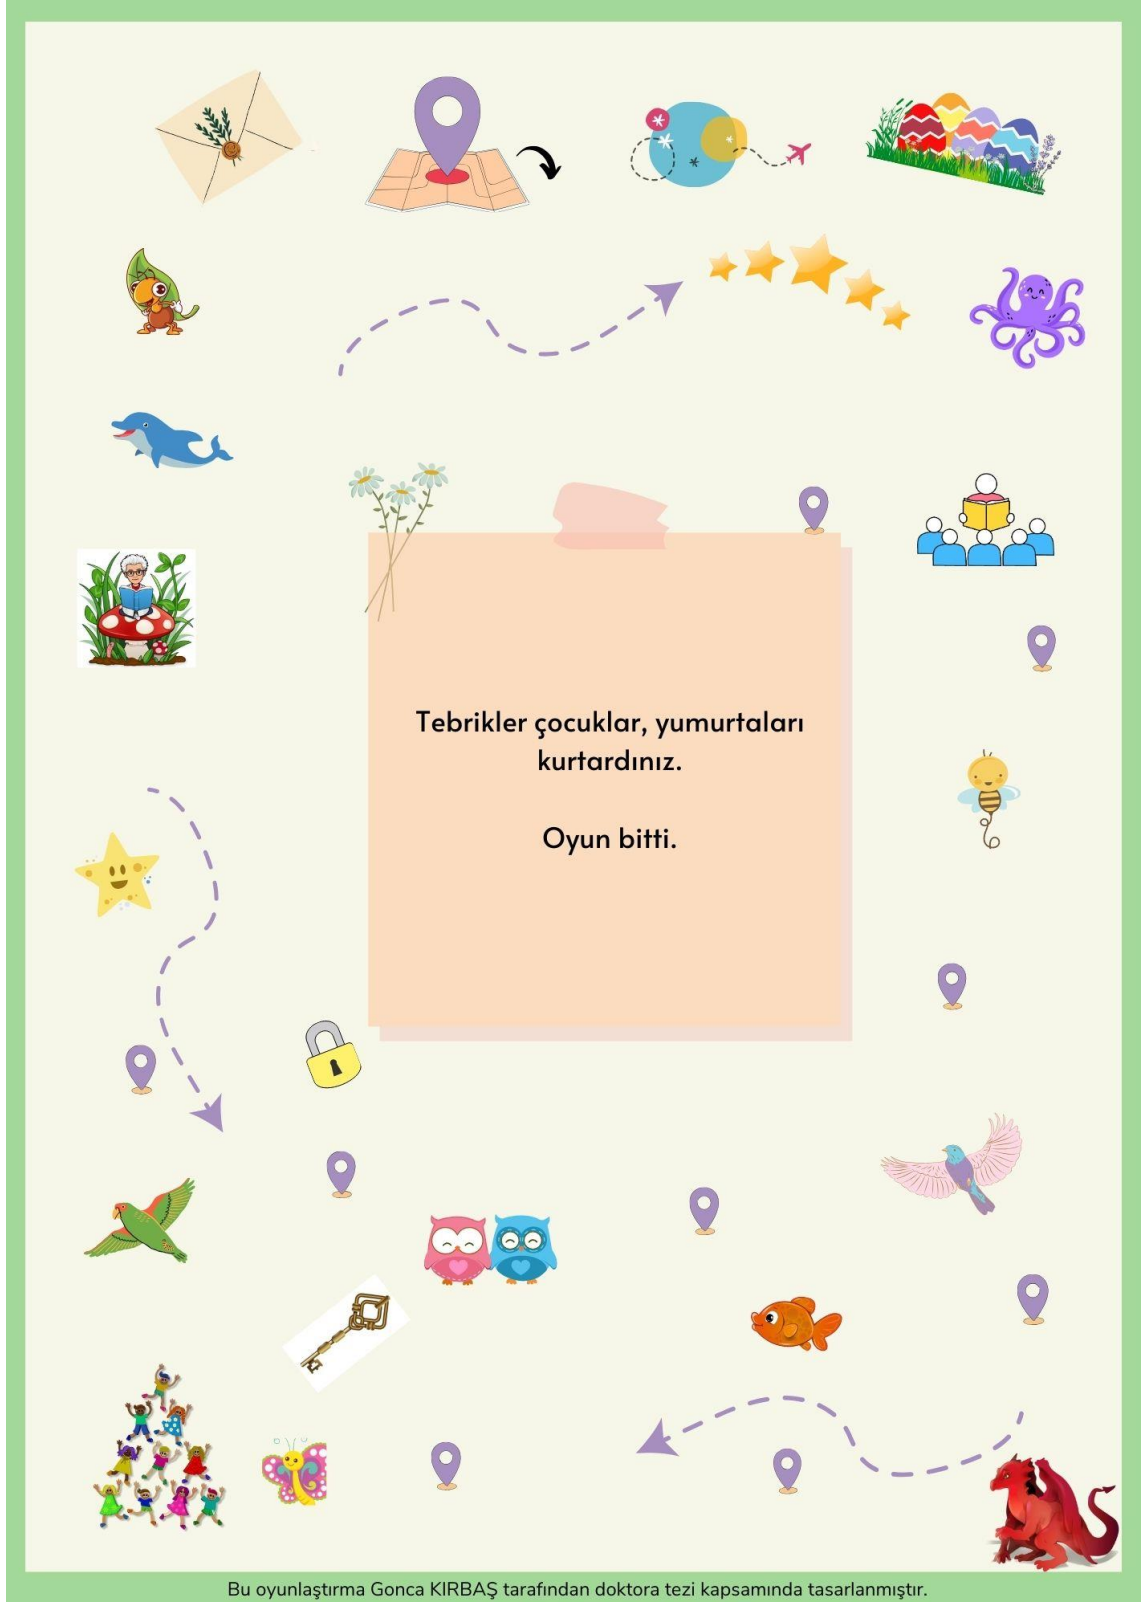 Tebrikler çocuklar, yumurtaları
kurtardınız.
Oyun bitti.
Bu oyunlaştırma Gonca KIRBAŞ tarafından doktora tezi kapsamında tasarlanmıştır.